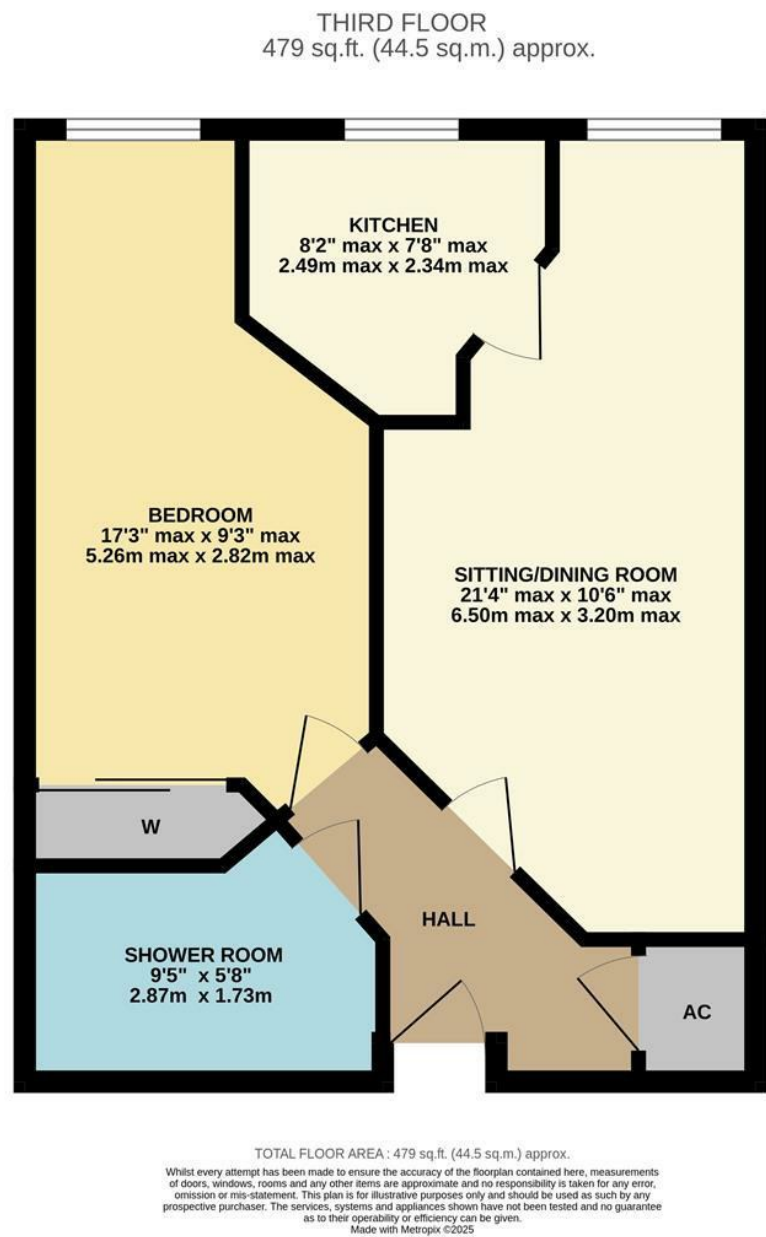 THIRD FLOOR
479 sq.ft. (44.5 sq.m.) approx.
KITCHEN
8'2" max x 7'8" max
2.49m max x 2.34m max
BEDROOM
17'3" max x 9'3" max
5.26m max x 2.82m max
SITTING/DINING ROOM
21'4" max x 10'6" max
6.50m max x 3.20m max
W
HALL
SHOWER ROOM
9'5" x 5'8"
2.87m x 1.73m
AC
TOTAL FLOOR AREA : 479 sq.ft. (44.5 sq.m.) approx.
Whilst every attempt has been made to ensure the accuracy of the floorplan contained here, measurements
of doors, windows, rooms and any other items are approximate and no responsibility is taken for any error,
omission or mis-statement. This plan is for illustrative purposes only and should be used as such by any
prospective purchaser. The services, systems and appliances shown have not been tested and no guarantee
as to their operability or efficiency can be given.
Made with Metropix ©2025